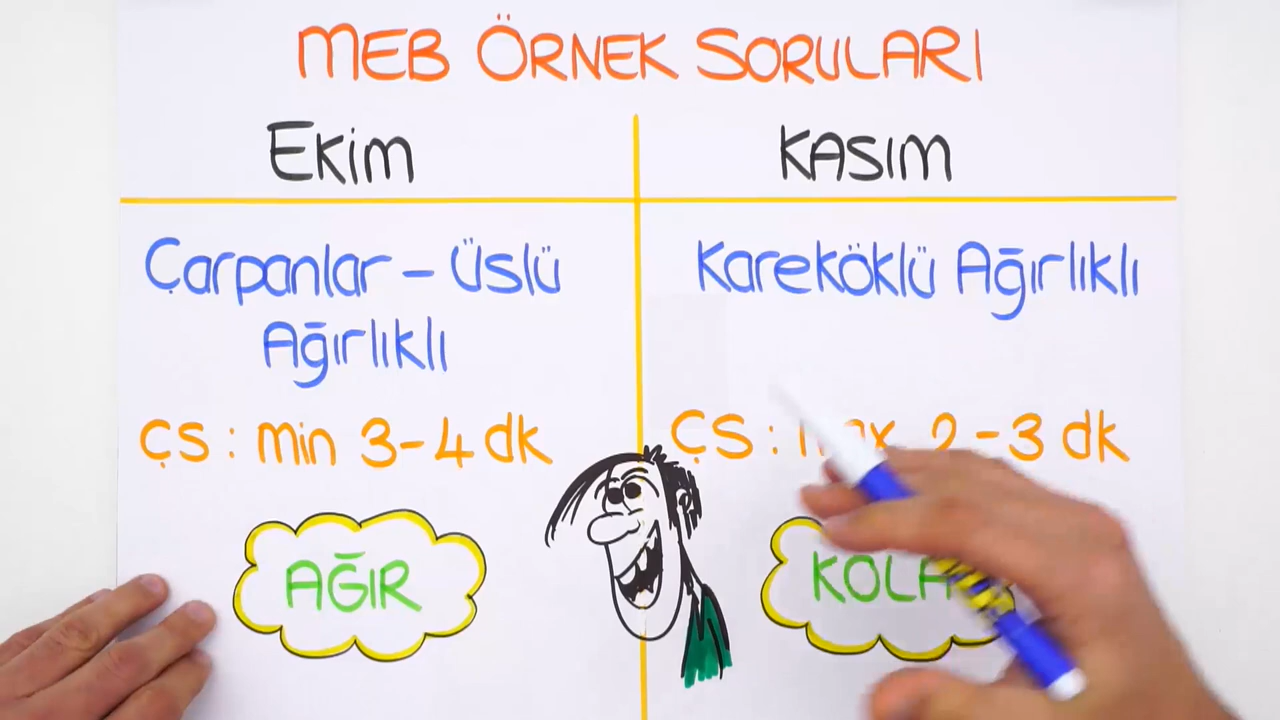 MEB ÖRNEK SORULARI
Ekim
Çarpanlar - Üslü
Ağırlıklı
ÇS: min 3-4 dk
AĞIR
KASIM
Kareköklü Ağırlıklı
ÇS: 2-3 dk